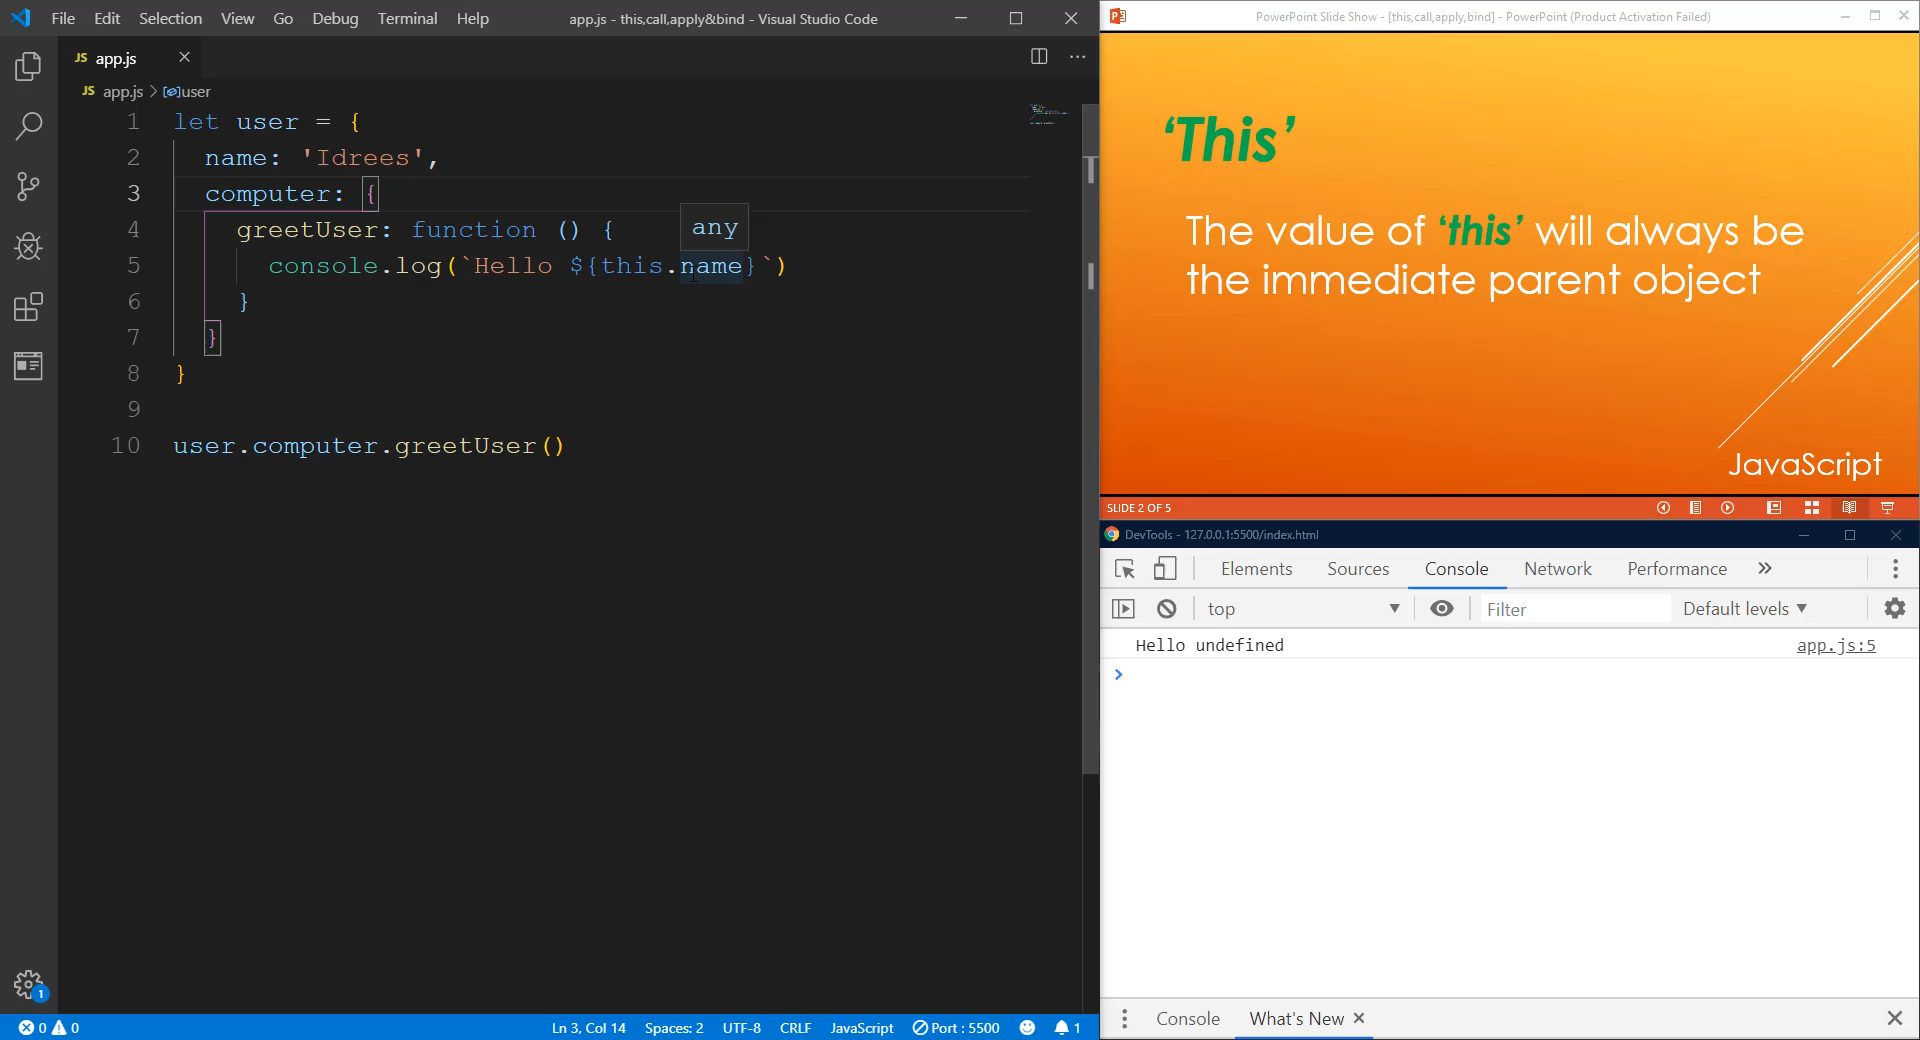 File Edit Selection View Go Debug Terminal Help
app.js - this,call,apply&bind - Visual Studio Code
JS app.js
JS app.js > user
1 let user = {
2 name: 'Idrees',
3 computer: {
4 greetUser: function () {
any
5 console.log(`Hello ${this.name}`)
6 }
7 }
8 }
9
10 user.computer.greetUser()
1
0 0
Ln 3, Col 14 Spaces: 2 UTF-8 CRLF JavaScript Port : 5500 1
PowerPoint Slide Show - [this,call,apply,bind] - PowerPoint (Product Activation Failed)
‘This’
The value of ‘this’ will always be
the immediate parent object
JavaScript
SLIDE 2 OF 5
DevTools - 127.0.0.1:5500/index.html
Elements Sources Console Network Performance »
top Filter Default levels
Hello undefined app.js:5
>
Console What's New